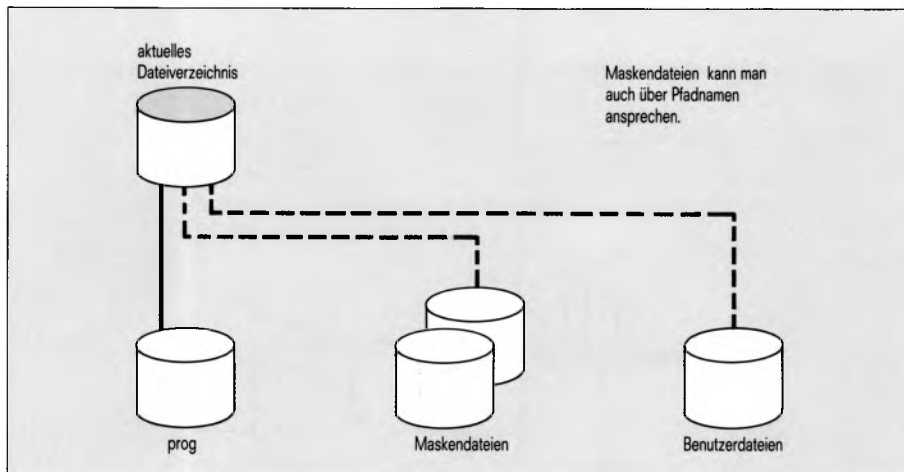 aktuelles
Dateiverzeichnis
Maskendateien kann man
auch über Pfadnamen
ansprechen.
prog
Maskendateien
Benutzerdateien